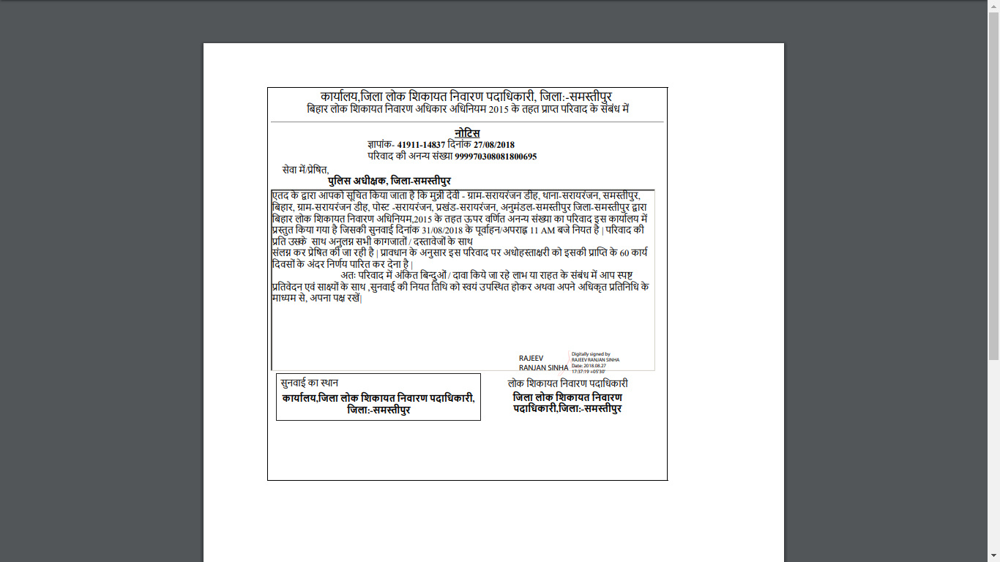 कार्यालय,जिला लोक शिकायत निवारण पदाधिकारी, जिला:-समस्तीपुर
बिहार लोक शिकायत निवारण अधिकार अधिनियम 2015 के तहत प्राप्त परिवाद के संबंध में
नोटिस
ज्ञापांक- 41911-14837 दिनांक 27/08/2018
परिवाद की अनन्य संख्या 999970308081800695
सेवा में/प्रेषित,
पुलिस अधीक्षक, जिला-समस्तीपुर
एतद के द्वारा आपको सूचित किया जाता है कि मुन्नी देवी - ग्राम-सरायरंजन डीह, थाना-सरायरंजन, समस्तीपुर,
बिहार, ग्राम-सरायरंजन डीह, पोस्ट -सरायरंजन, प्रखंड-सरायरंजन, अनुमंडल-समस्तीपुर जिला-समस्तीपुर द्वारा
बिहार लोक शिकायत निवारण अधिनियम,2015 के तहत ऊपर वर्णित अनन्य संख्या का परिवाद इस कार्यालय में
प्रस्तुत किया गया है जिसकी सुनवाई दिनांक 31/08/2018 के पूर्वाहन/अपराह्न 11 AM बजे नियत है | परिवाद की
प्रति उस्के साथ अनुलग्न सभी कागजातों / दस्तावेजों के साथ
संलग्न कर प्रेषित की जा रही है | प्रावधान के अनुसार इस परिवाद पर अधोहस्ताक्षरी को इसकी प्राप्ति के 60 कार्य
दिवसों के अंदर निर्णय पारित कर देना है |
अतः परिवाद में अंकित बिन्दुओं / दावा किये जा रहे लाभ या राहत के संबंध में आप स्पष्ट
प्रतिवेदन एवं साक्ष्यों के साथ ,सुनवाई की नियत तिथि को स्वयं उपस्थित होकर अथवा अपने अधिकृत प्रतिनिधि के
माध्यम से, अपना पक्ष रखें|
RAJEEV
RANJAN SINHA
Digitally signed by
RAJEEV RANJAN SINHA
Date: 2018.08.27
17:37:19 +05'30'
सुनवाई का स्थान
कार्यालय,जिला लोक शिकायत निवारण पदाधिकारी,
जिला:-समस्तीपुर
लोक शिकायत निवारण पदाधिकारी
जिला लोक शिकायत निवारण
पदाधिकारी,जिला:-समस्तीपुर